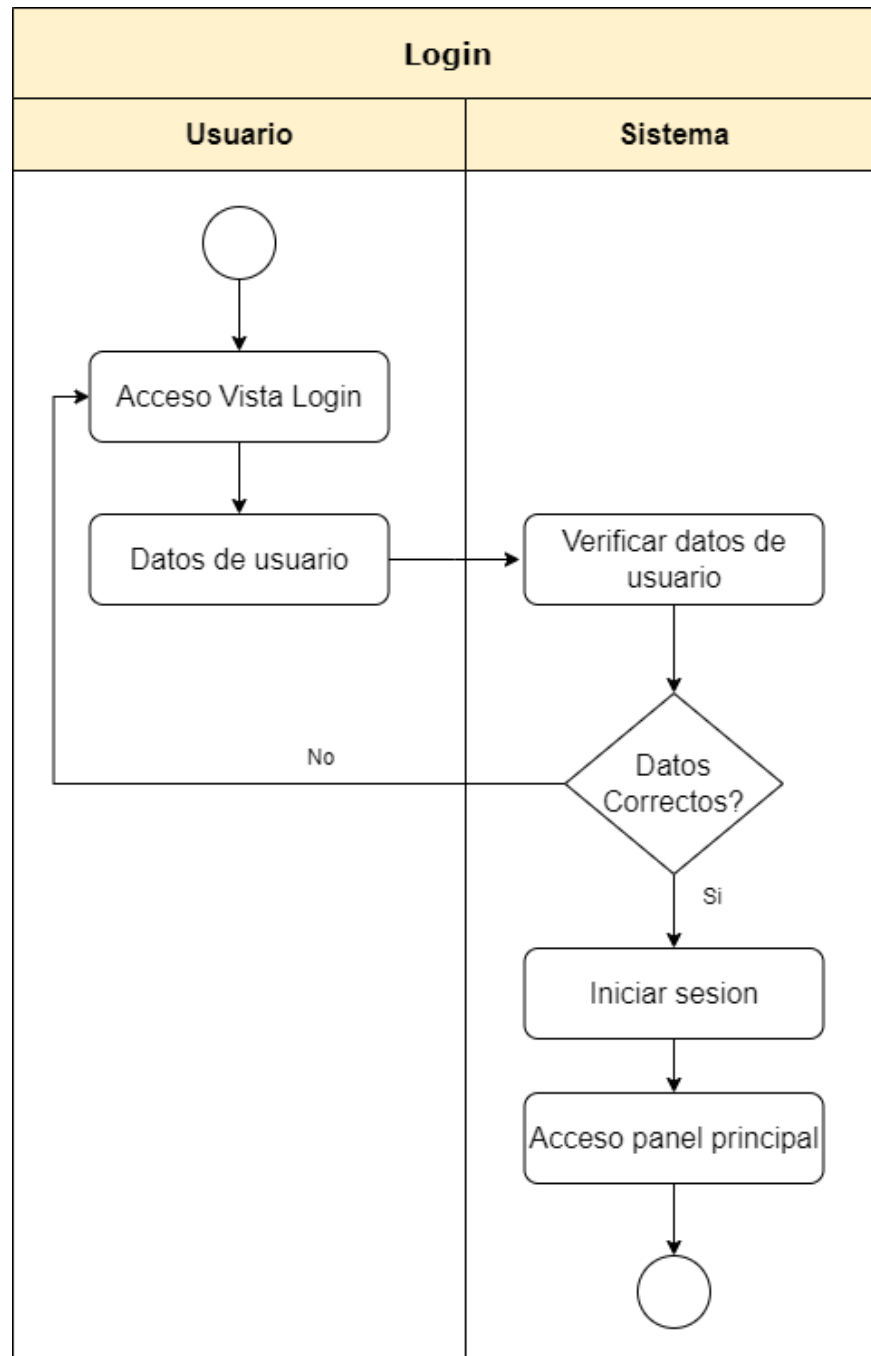 Login
Usuario
Sistema
Acceso Vista Login
Datos de usuario
Verificar datos de
usuario
No
Datos
Correctos?
Si
Iniciar sesion
Acceso panel principal